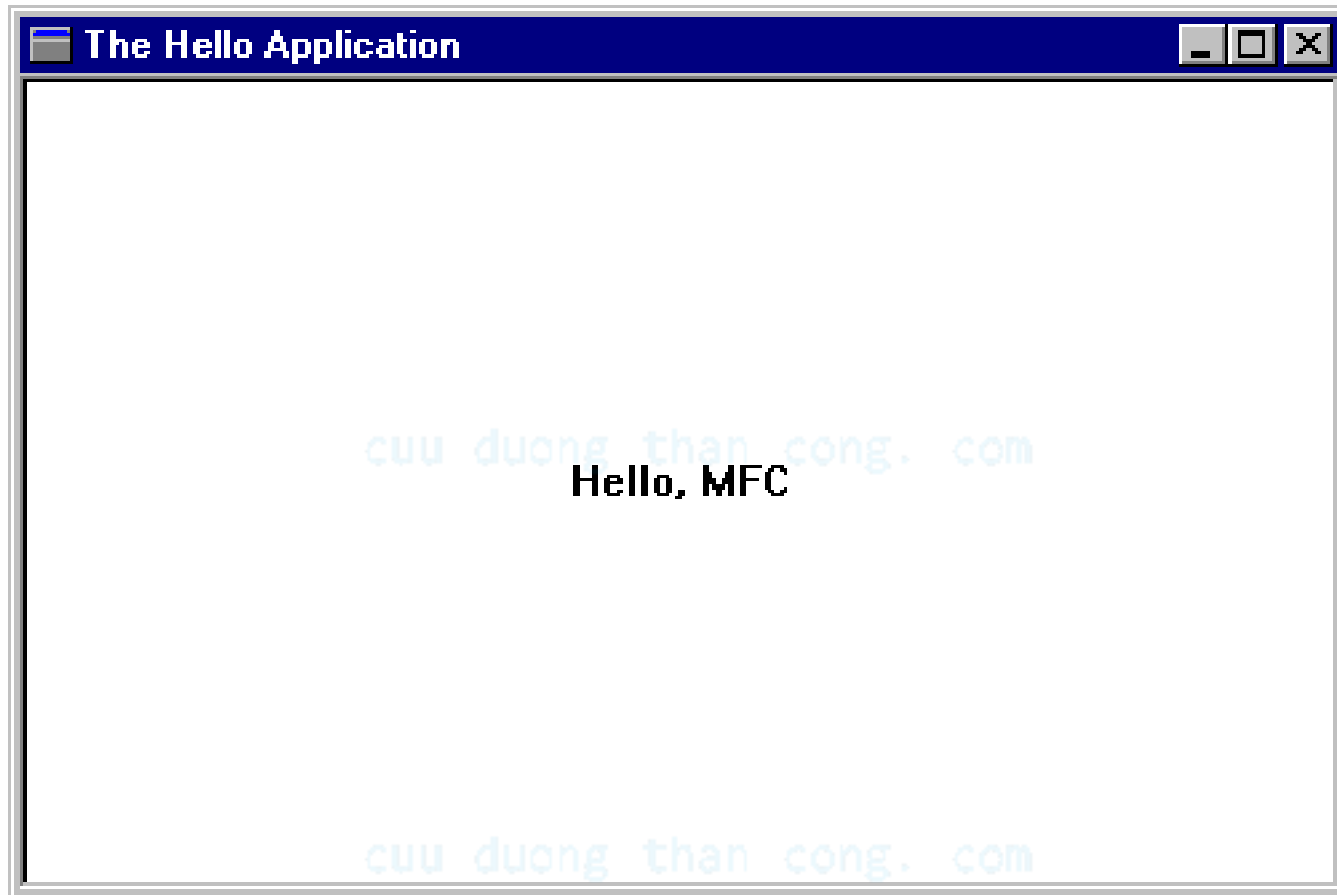 The Hello Application
cuu duong than cong. com
Hello, MFC
cuu duong than cong. com